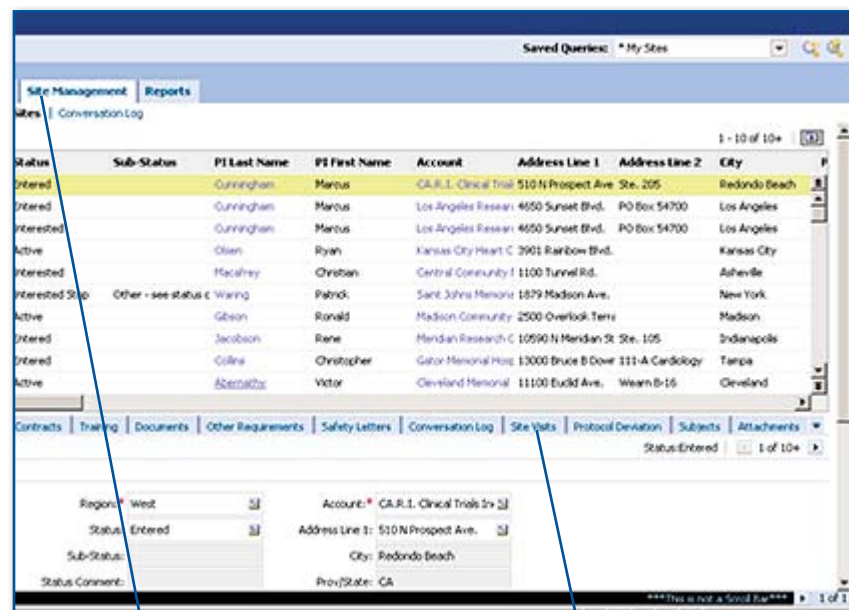 Saved Queries: * My Sites
Site Management Reports
Sites | Conversation Log
1 - 10 of 10+
Status Sub-Status PI Last Name PI First Name Account Address Line 1 Address Line 2 City P
Entered Cunningham Marcus CA.R.I. Clinical Trial 510 N Prospect Ave Ste. 205 Redondo Beach
Entered Cunningham Marcus Los Angeles Resear 4650 Sunset Blvd. PO Box 54700 Los Angeles
Interested Cunningham Marcus Los Angeles Resear 4650 Sunset Blvd. PO Box 54700 Los Angeles
Active Olsen Ryan Kansas City Heart C 3901 Rainbow Blvd. Kansas City
Interested Macafrey Christian Central Community 1100 Tunnel Rd. Asheville
Interested Stop Other - see status c Waring Patrick Saint Johns Memoria 1879 Madison Ave. New York
Active Gibson Ronald Madison Community 2500 Overlook Terra Madison
Entered Jacobson Rene Meridian Research C 10590 N Meridian St Ste. 105 Indianapolis
Entered Collins Christopher Gator Memorial Hosp 13000 Bruce B Down 111-A Cardiology Tampa
Active Abernathy Victor Cleveland Memorial 11100 Euclid Ave. Wearn B-16 Cleveland
Contracts | Training | Documents | Other Requirements | Safety Letters | Conversation Log | Site Visits | Protocol Deviation | Subjects | Attachments
Status:Entered 1 of 10+
Region:* West Account:* CA.R.I. Clinical Trials In
Status: Entered Address Line 1: 510 N Prospect Ave.
Sub-Status: City: Redondo Beach
Status Comment: Prov/State: CA
***This is not a Scroll Bar*** 1 of 1